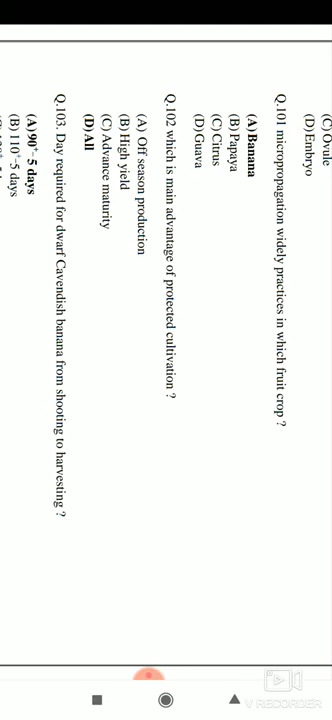 (C) Ovule
(D) Embryo
Q.101 micropropagation widely practices in which fruit crop ?
(A) Banana
(B) Papaya
(C) Citrus
(D) Guava
Q.102 which is main advantage of protected cultivation ?
(A) Off season production
(B) High yield
(C) Advance maturity
(D) All
Q.103. Day required for dwarf Cavendish banana from shooting to harvesting ?
(A) 90⁺-5 days
(B) 110⁺-5 days
V RECORDER